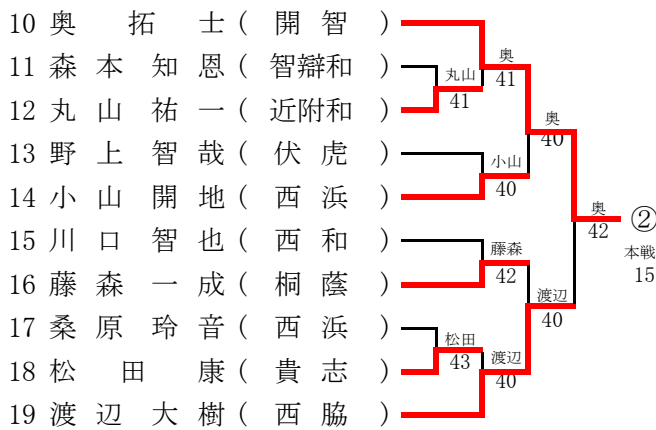 10 奥 拓 士 ( 開 智 )
11 森 本 知 恩 ( 智辯和 )
12 丸 山 祐 一 ( 近附和 )
13 野 上 智 哉 ( 伏 虎 )
14 小 山 開 地 ( 西 浜 )
15 川 口 智 也 ( 西 和 )
16 藤 森 一 成 ( 桐 蔭 )
17 桑 原 玲 音 ( 西 浜 )
18 松 田 康 ( 貴 志 )
19 渡 辺 大 樹 ( 西 脇 )
丸山
41
松田
43
奥
41
小山
40
藤森
42
渡辺
40
奥
40
渡辺
40
奥
42
②
本戦
15